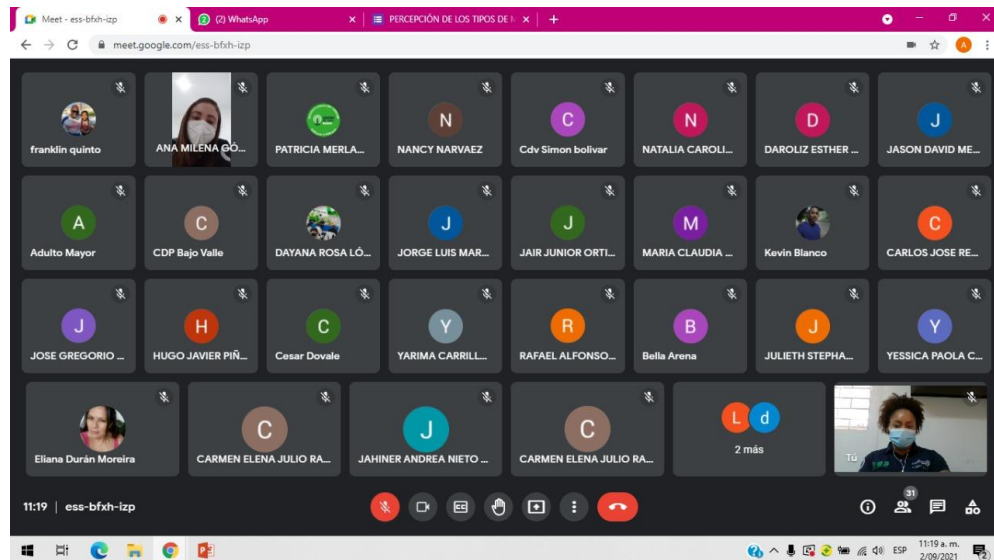 Meet - ess-bfxh-izp
(2) WhatsApp
PERCEPCIÓN DE LOS TIPOS DE
meet.google.com/ess-bfxh-izp
A
franklin quinto
ANA MILENA GÓ...
PATRICIA MERLA...
N
NANCY NARVAEZ
C
Cdv Simon bolivar
N
NATALIA CAROLI...
D
DAROLIZ ESTHER ...
J
JASON DAVID ME...
A
Adulto Mayor
C
CDP Bajo Valle
DAYANA ROSA LÓ...
J
JORGE LUIS MAR...
J
JAIR JUNIOR ORTI...
M
MARIA CLAUDIA ...
Kevin Blanco
C
CARLOS JOSE RE...
J
JOSE GREGORIO ...
H
HUGO JAVIER PIÑ...
C
Cesar Dovale
Y
YARIMA CARRILL...
R
RAFAEL ALFONSO...
B
Bella Arena
J
JULIETH STEPHA...
Y
YESSICA PAOLA C...
Eliana Durán Moreira
C
CARMEN ELENA JULIO RA...
J
JAHINER ANDREA NIETO ...
C
CARMEN ELENA JULIO RA...
L d
2 más
Tú
11:19 | ess-bfxh-izp
CC
31
ESP
11:19 a. m.
2/09/2021